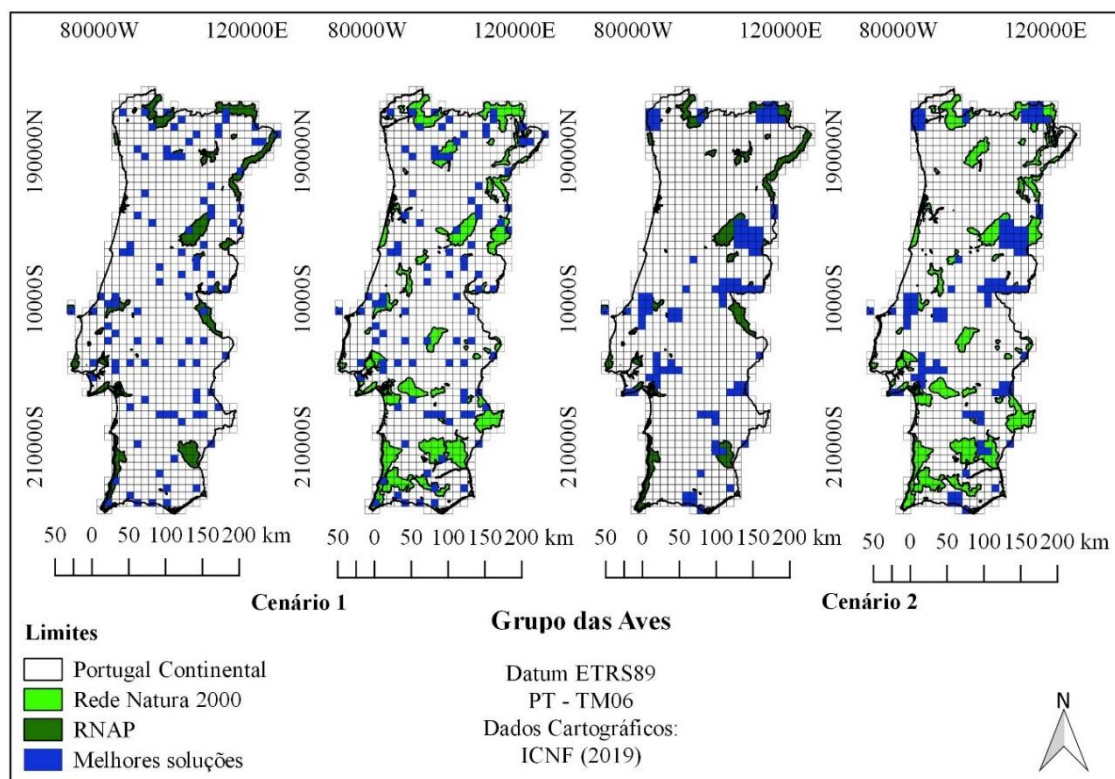 80000W 120000E 80000W 120000E 80000W 120000E 80000W 120000E
190000N 190000N 190000N 190000N
10000S 10000S 10000S 10000S
210000S 210000S 210000S 210000S
50 0 50 100 150 200 km 50 0 50 100 150 200 km 50 0 50 100 150 200 km 50 0 50 100 150 200 km
Cenário 1 Cenário 2
Grupo das Aves
Limites
Portugal Continental
Rede Natura 2000
RNAP
Melhores soluções
Datum ETRS89
PT - TM06
Dados Cartográficos:
ICNF (2019)
N